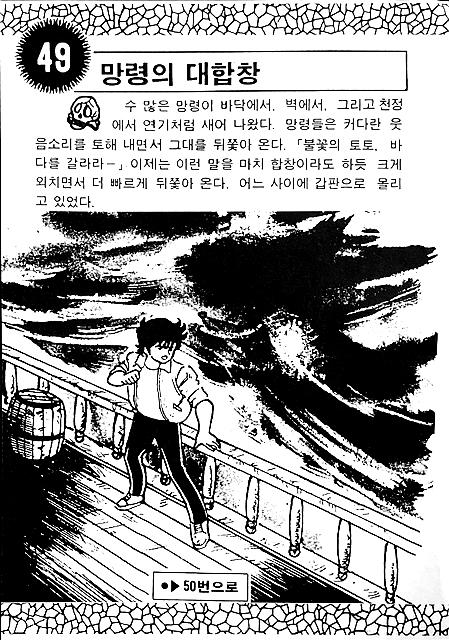 49
망령의 대합창
수 많은 망령이 바닥에서, 벽에서, 그리고 천정
에서 연기처럼 새어 나왔다. 망령들은 커다란 웃
음소리를 토해 내면서 그대를 뒤쫓아 온다. 「불꽃의 토토, 바
다를 갈라라―」 이제는 이런 말을 마치 합창이라도 하듯 크게
외치면서 더 빠르게 뒤쫓아 온다. 어느 사이에 갑판으로 몰리
고 있었다.
●▶ 50번으로